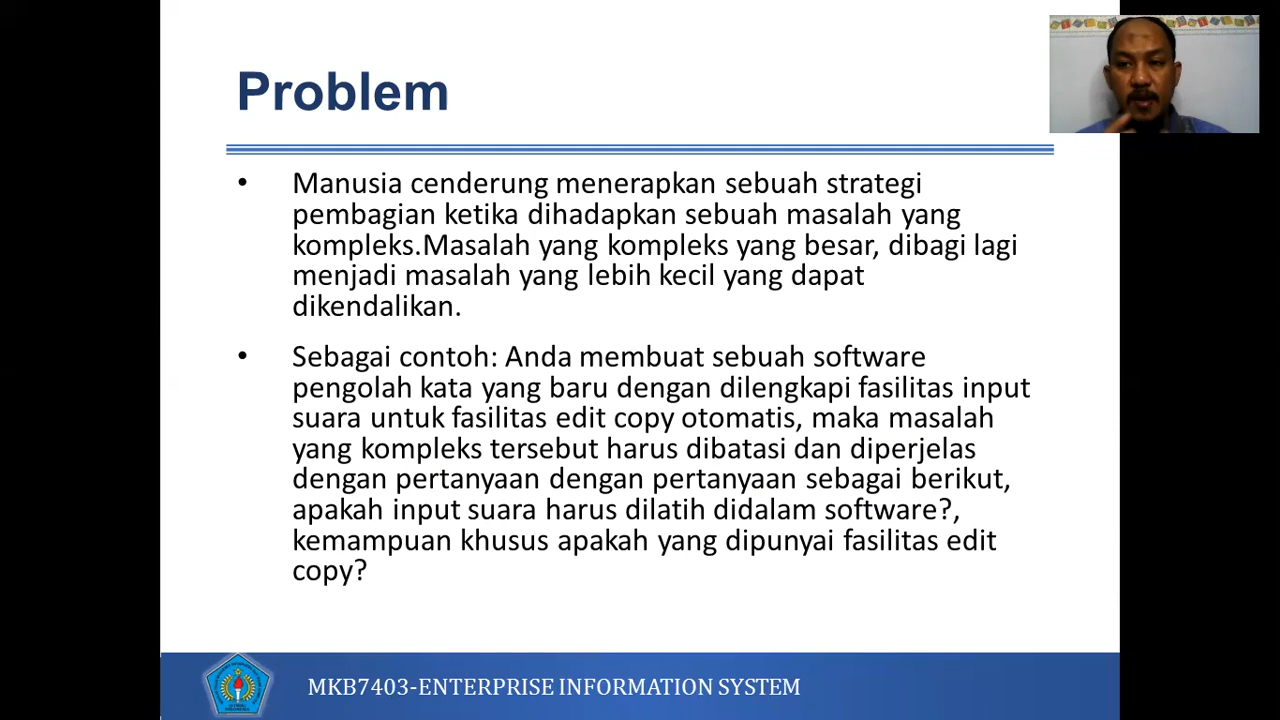 Problem
• Manusia cenderung menerapkan sebuah strategi
pembagian ketika dihadapkan sebuah masalah yang
kompleks.Masalah yang kompleks yang besar, dibagi lagi
menjadi masalah yang lebih kecil yang dapat
dikendalikan.
• Sebagai contoh: Anda membuat sebuah software
pengolah kata yang baru dengan dilengkapi fasilitas input
suara untuk fasilitas edit copy otomatis, maka masalah
yang kompleks tersebut harus dibatasi dan diperjelas
dengan pertanyaan dengan pertanyaan sebagai berikut,
apakah input suara harus dilatih didalam software?,
kemampuan khusus apakah yang dipunyai fasilitas edit
copy?
MKB7403-ENTERPRISE INFORMATION SYSTEM